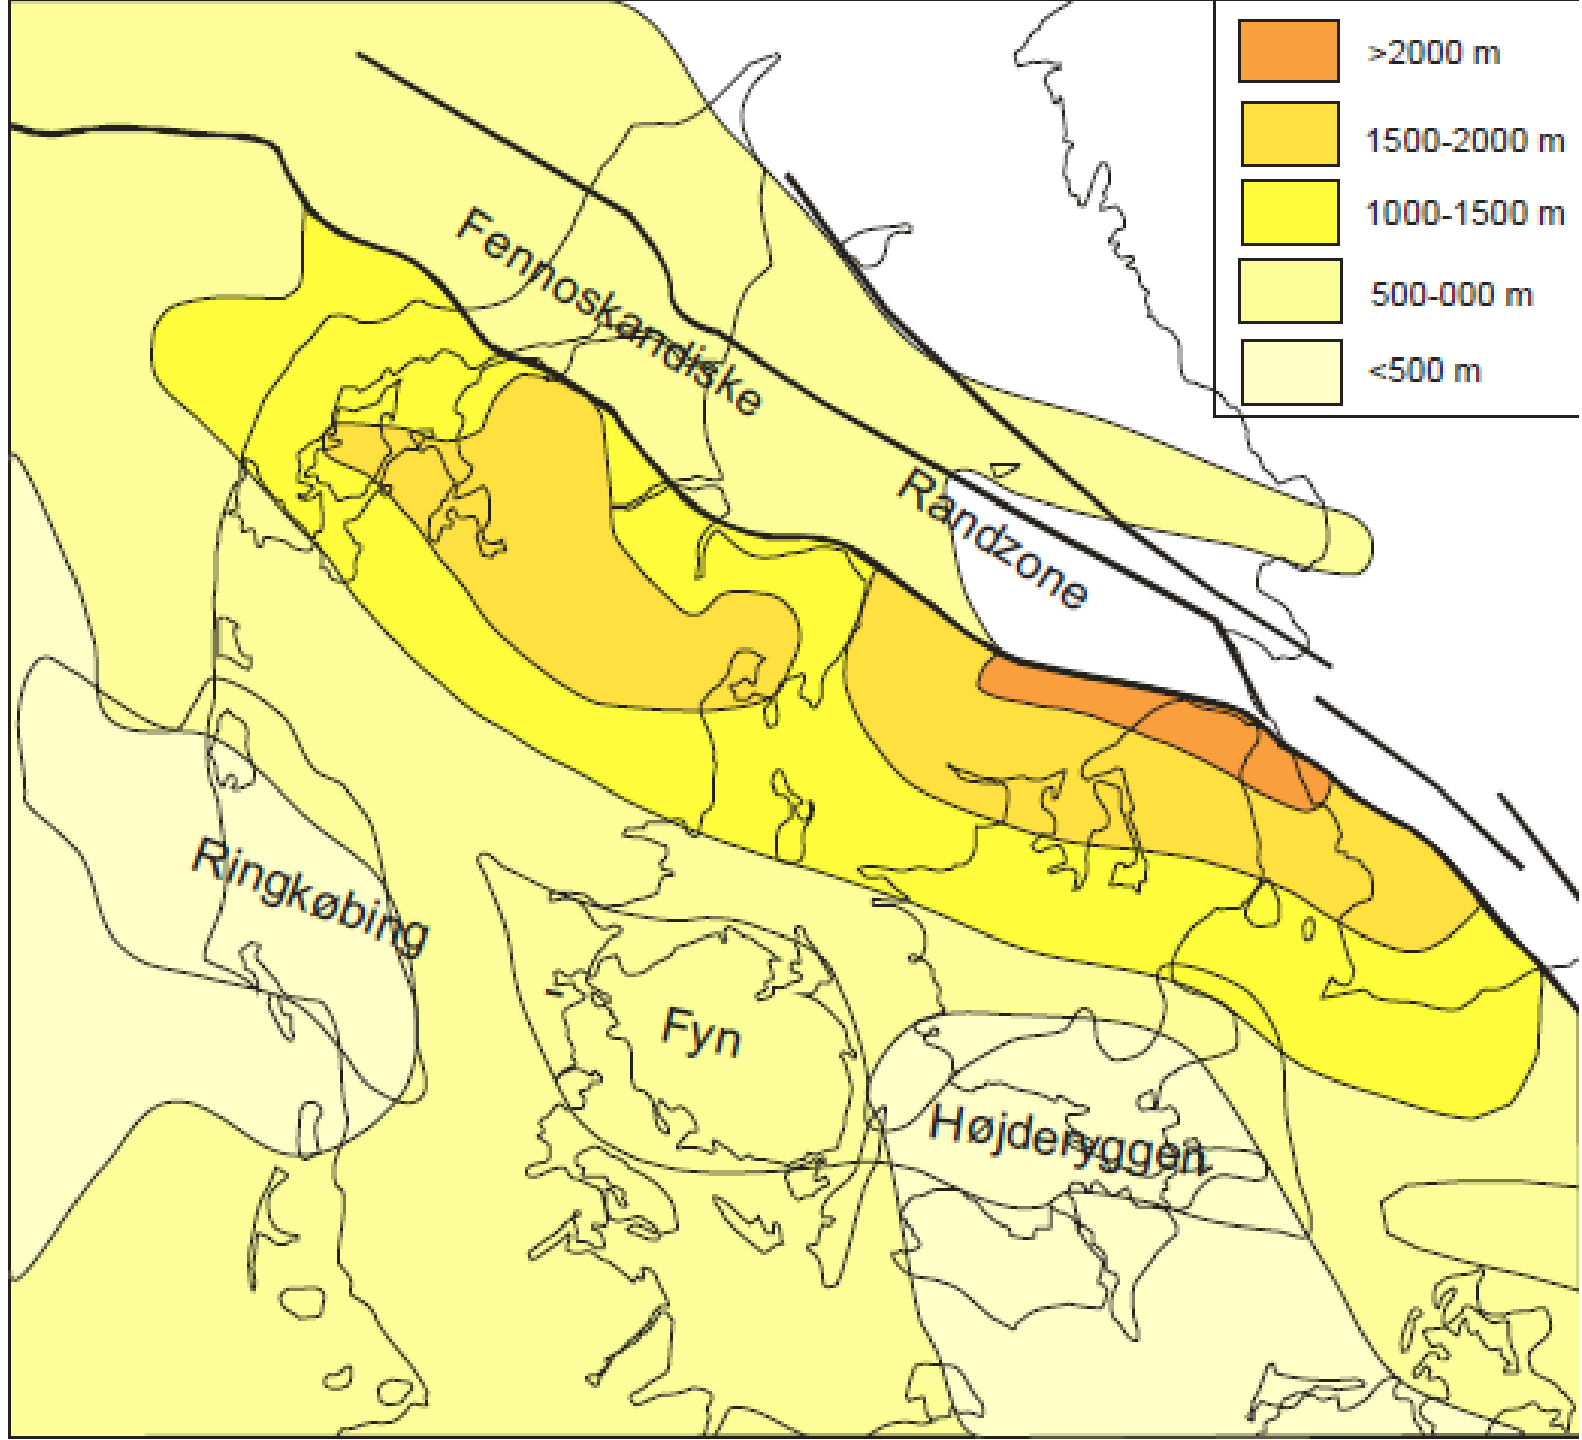 >2000 m
1500-2000 m
1000-1500 m
500-000 m
<500 m
Fennoskandiske
Randzone
Ringkøbing
Fyn
Højderyggen